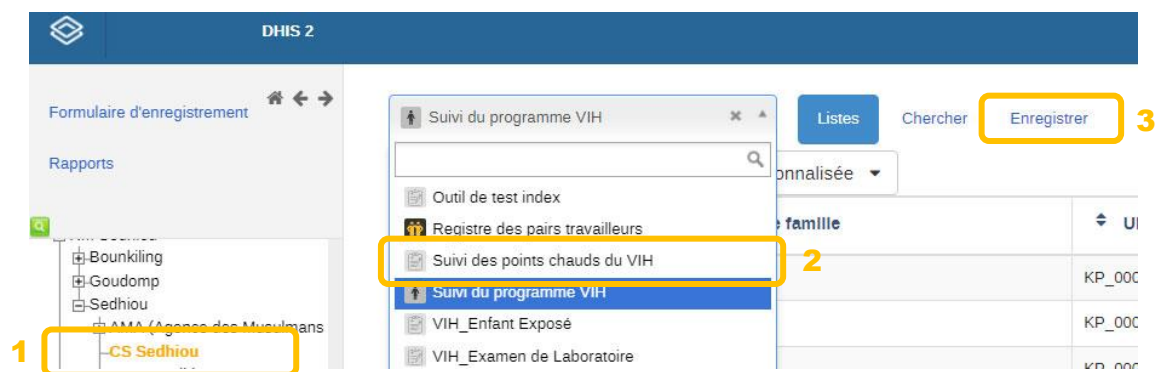 DHIS 2
Formulaire d'enregistrement
Rapports
Bounkiling
Goudomp
Sedhiou
AMA (Agence des Musulmans
1
CS Sedhiou
Suivi du programme VIH
Listes
Chercher
Enregistrer
3
Outil de test index
Registre des pairs travailleurs
Suivi des points chauds du VIH
2
Suivi du programme VIH
VIH_Enfant Exposé
VIH_Examen de Laboratoire
onnalisée
famille
KP_000
KP_000